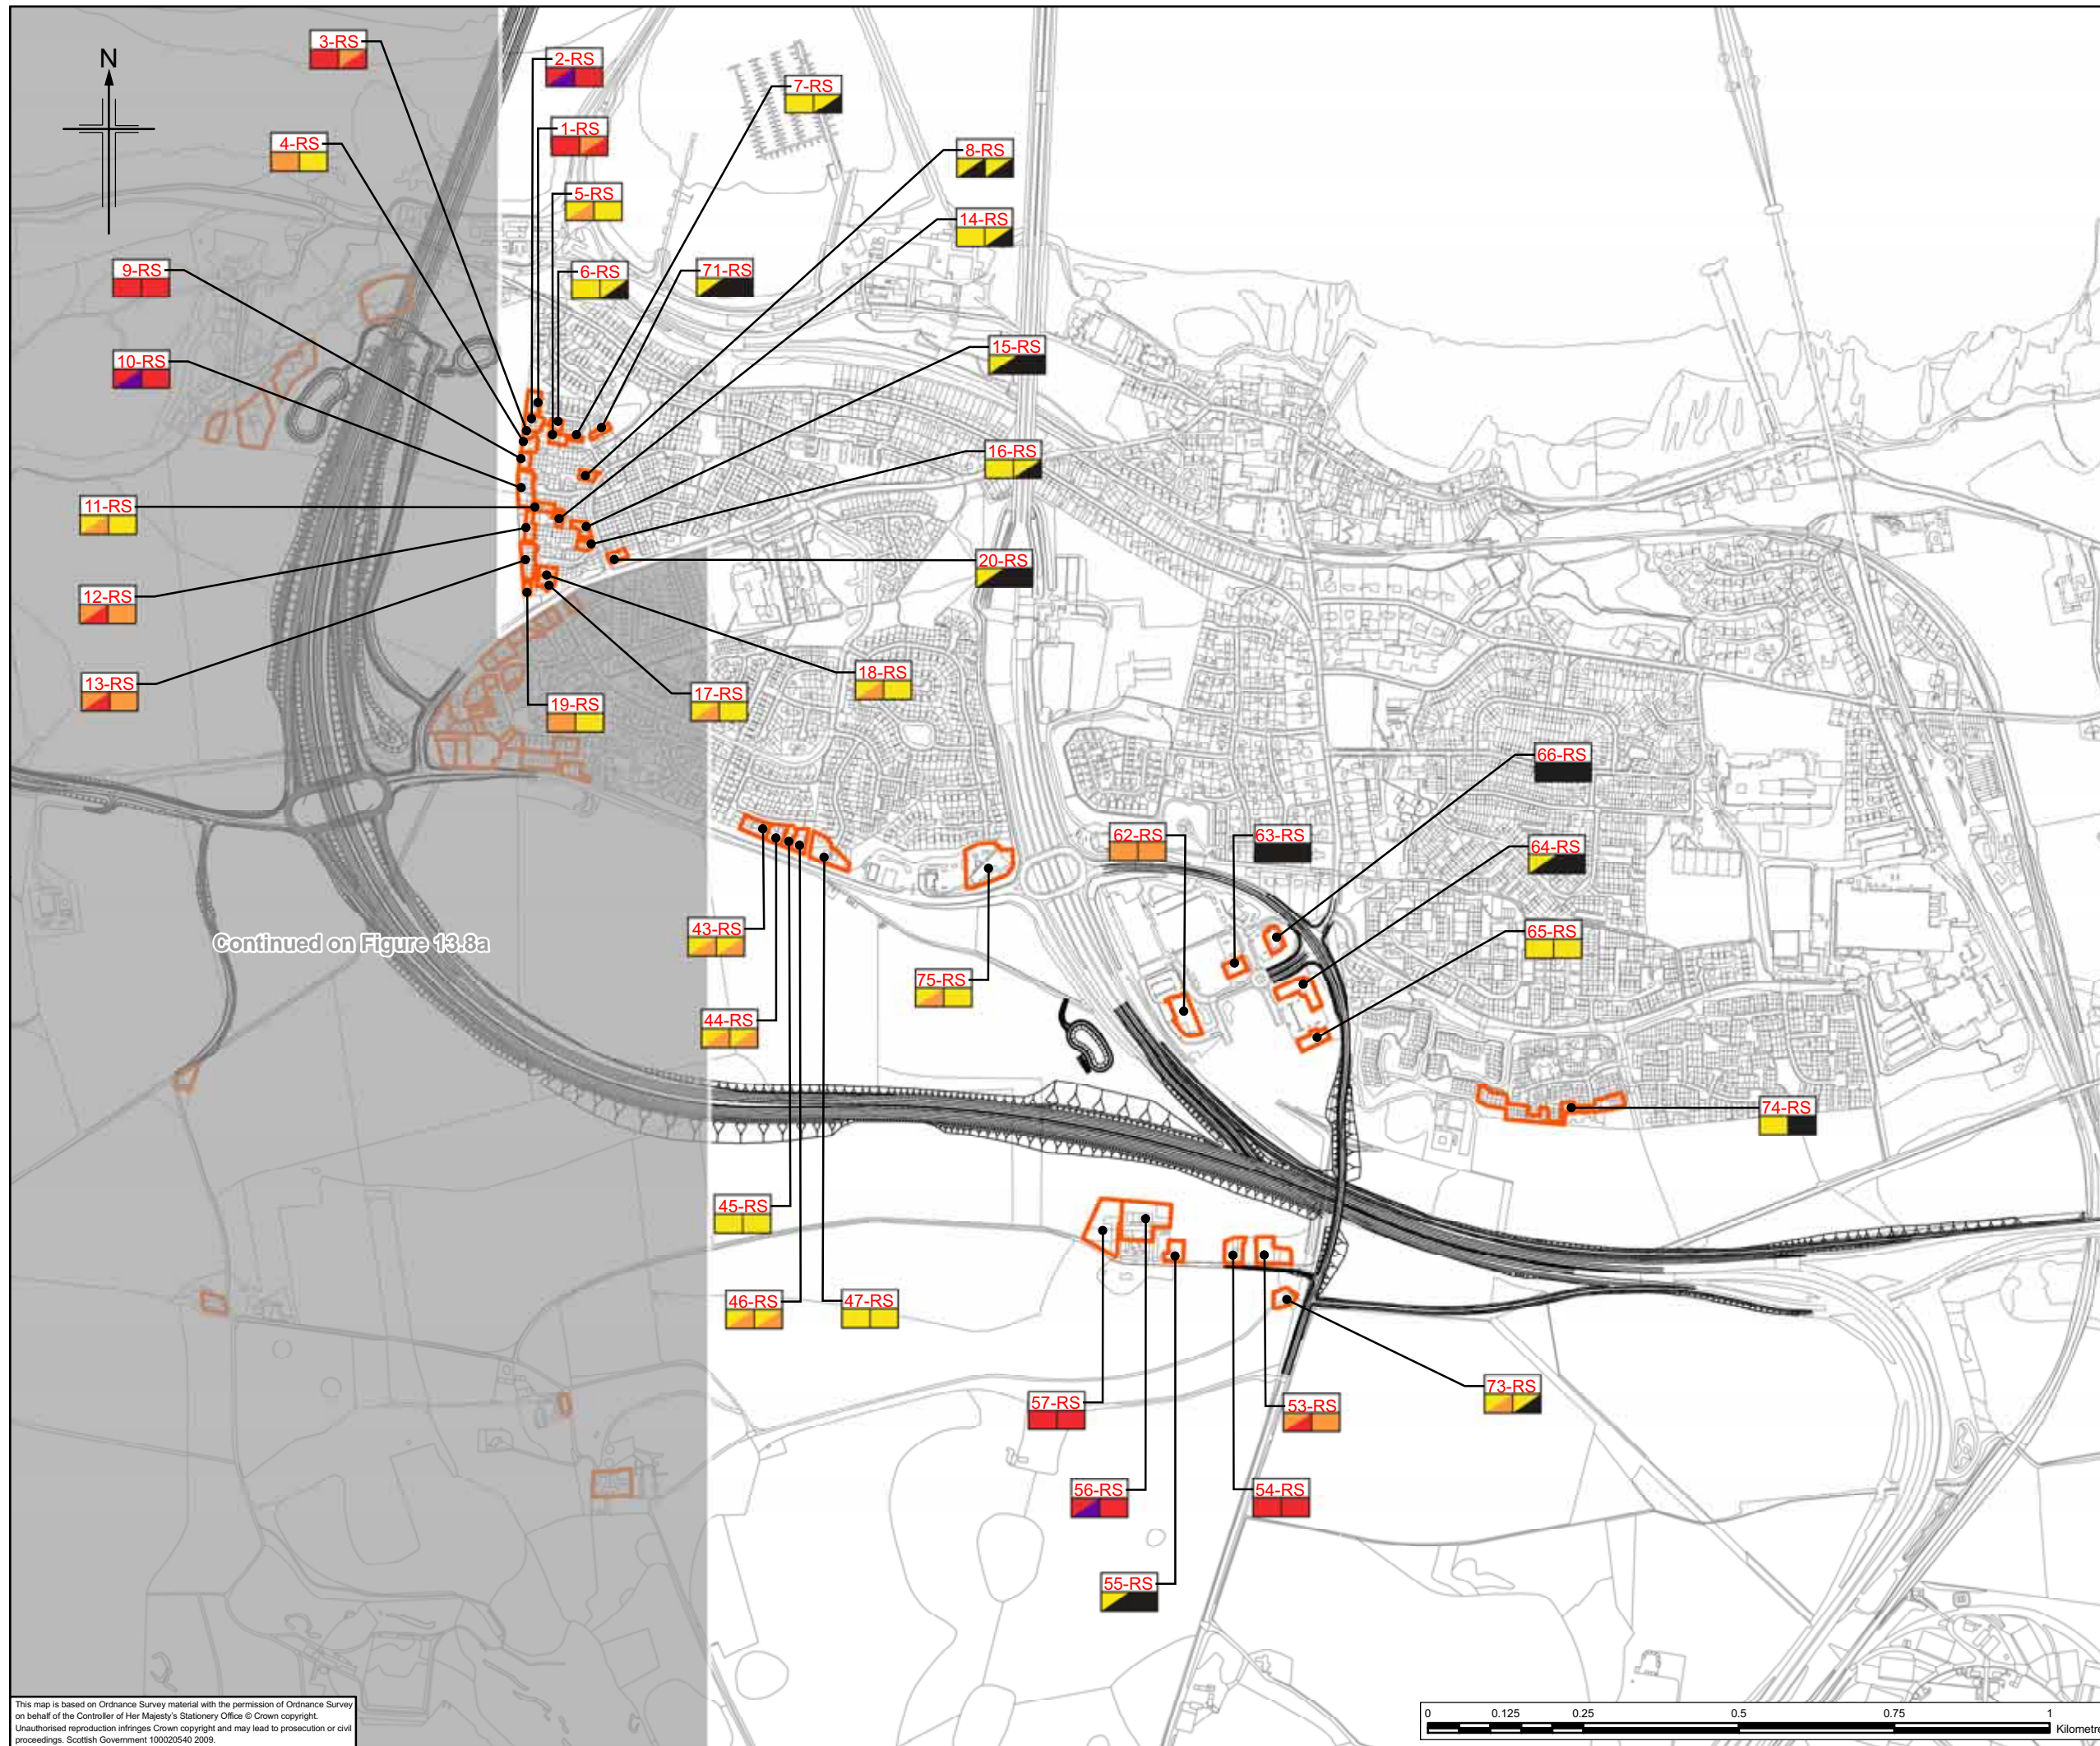 N
3-RS
2-RS
7-RS
1-RS
4-RS
8-RS
5-RS
14-RS
9-RS
6-RS
71-RS
15-RS
10-RS
16-RS
11-RS
20-RS
12-RS
18-RS
13-RS
17-RS
19-RS
66-RS
62-RS
63-RS
64-RS
43-RS
65-RS
Continued on Figure 13.8a
75-RS
44-RS
74-RS
45-RS
46-RS
47-RS
73-RS
57-RS
53-RS
56-RS
54-RS
55-RS
This map is based on Ordnance Survey material with the permission of Ordnance Survey
on behalf of the Controller of Her Majesty's Stationery Office © Crown copyright.
Unauthorised reproduction infringes Crown copyright and may lead to prosecution or civil
proceedings. Scottish Government 100020540 2009.
0 0.125 0.25 0.5 0.75 1
Kilometre